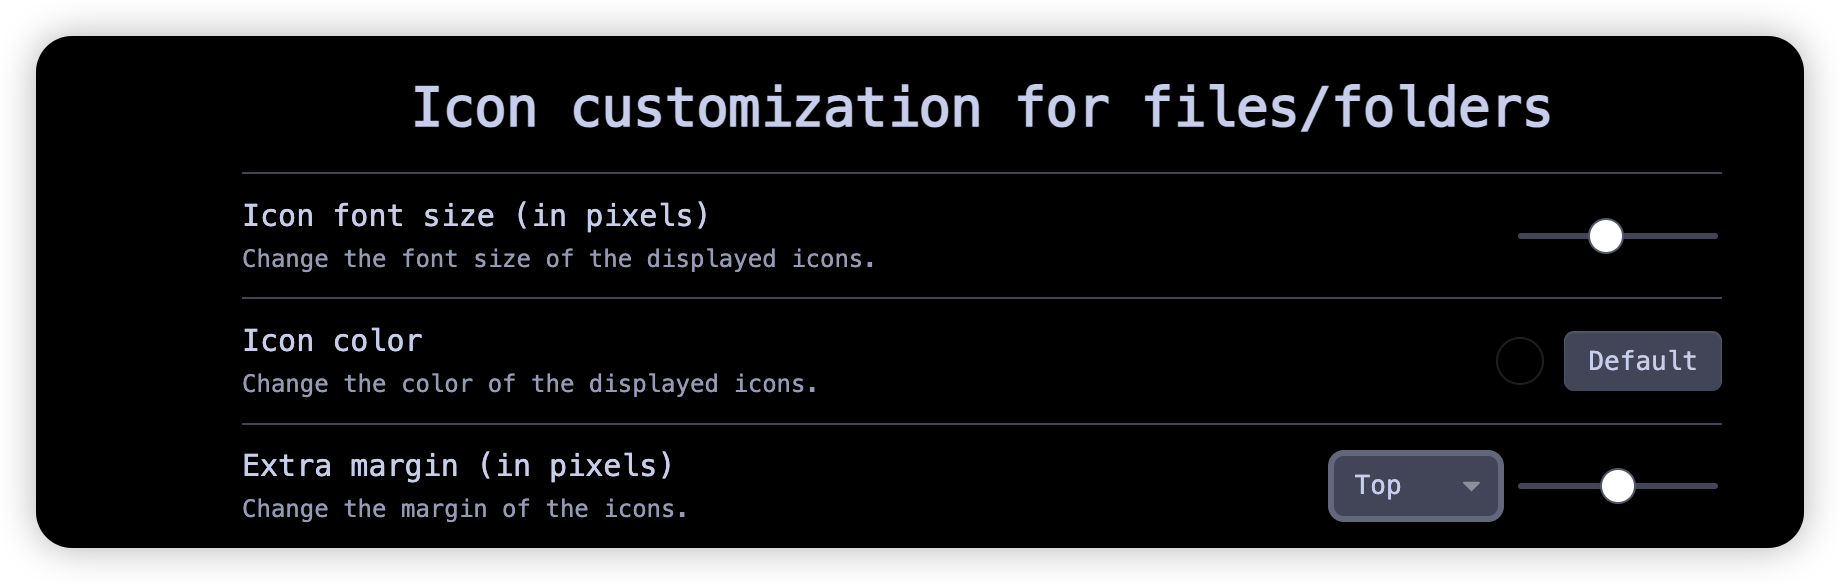 Icon customization for files/folders
Icon font size (in pixels)
Change the font size of the displayed icons.
Icon color
Change the color of the displayed icons.
Default
Extra margin (in pixels)
Change the margin of the icons.
Top